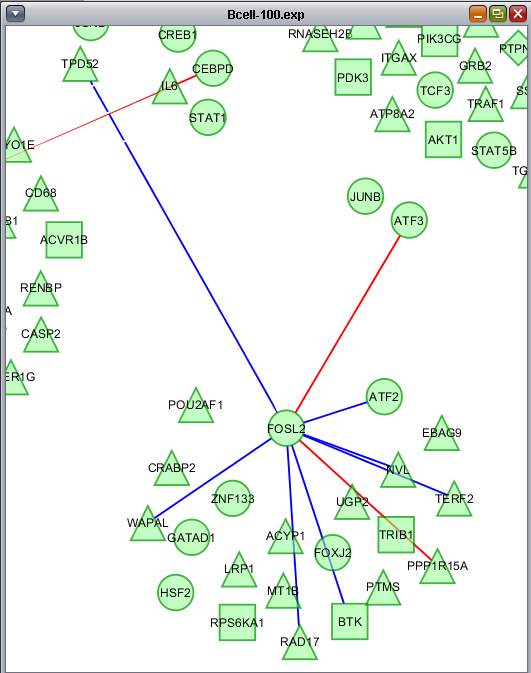 Bcell-100.exp
CREB1
RNASEH2B
PIK3CG
PTPN
TPD52
CEBPD
ITGAX
GRB2
IL6
PDK3
TCF3
TRAF1
STAT1
ATP8A2
AKT1
STAT5B
YO1E
TG
CD68
JUNB
B1
ATF3
ACVR1B
RENBP
A
CASP2
ER1G
ATF2
POU2AF1
FOSL2
EBAG9
CRABP2
NVL
ZNF133
UGP2
TERF2
WAPAL
GATAD1
ACYP1
TRIB1
FOXJ2
LRP1
PPP1R15A
HSF2
MT1B
PTMS
RPS6KA1
BTK
RAD17